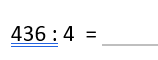 436 : 4 = ______